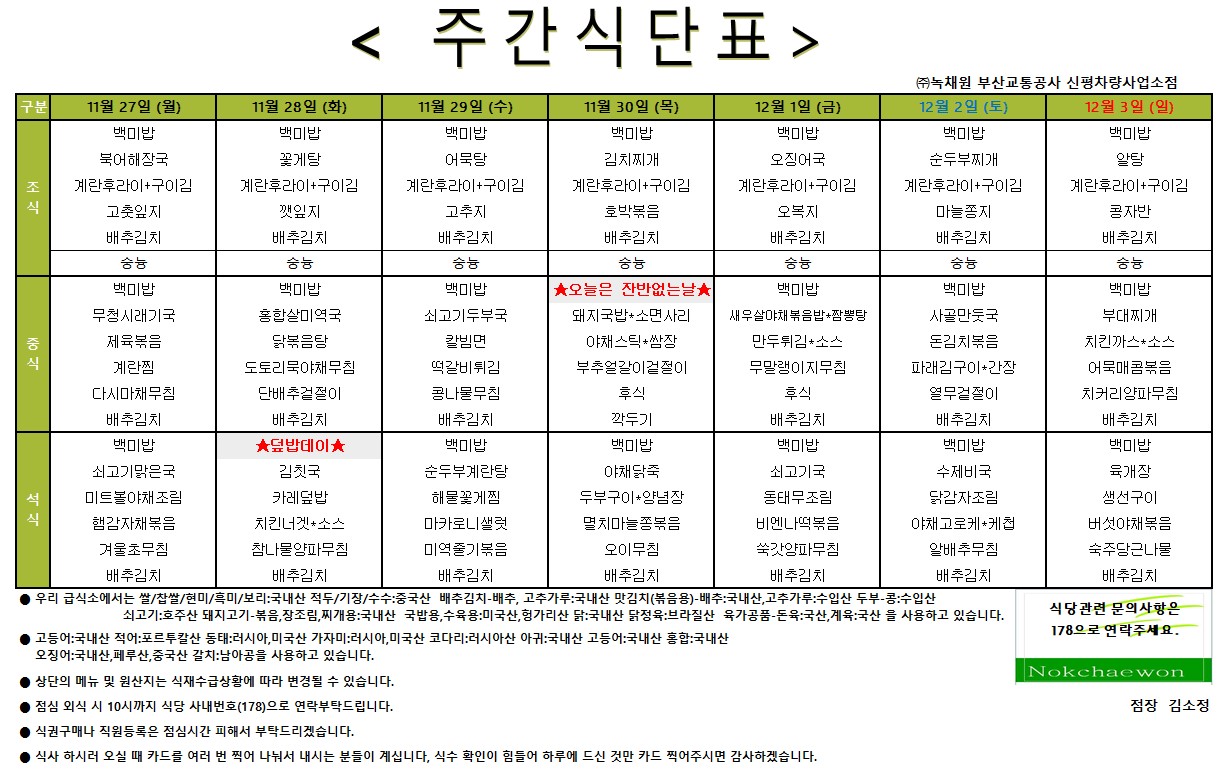 < 주간식단표 >
㈜녹채원 부산교통공사 신평차량사업소점
구분 11월 27일 (월) 11월 28일 (화) 11월 29일 (수) 11월 30일 (목) 12월 1일 (금) 12월 2일 (토) 12월 3일 (일)
조식
백미밥 백미밥 백미밥 백미밥 백미밥 백미밥 백미밥
북어해장국 꽃게탕 어묵탕 김치찌개 오징어국 순두부찌개 알탕
계란후라이+구이김 계란후라이+구이김 계란후라이+구이김 계란후라이+구이김 계란후라이+구이김 계란후라이+구이김 계란후라이+구이김
고춧잎지 깻잎지 고추지 호박볶음 오복지 마늘쫑지 콩자반
배추김치 배추김치 배추김치 배추김치 배추김치 배추김치 배추김치
숭늉 숭늉 숭늉 숭늉 숭늉 숭늉 숭늉
중식
백미밥 백미밥 백미밥 ★오늘은 잔반없는날★ 백미밥 백미밥 백미밥
무청시래기국 홍합살미역국 쇠고기두부국 돼지국밥*소면사리 새우살야채볶음밥*짬뽕탕 사골만둣국 부대찌개
제육볶음 닭볶음탕 칼빔면 야채스틱*쌈장 만두튀김*소스 돈김치볶음 치킨까스*소스
계란찜 도토리묵야채무침 떡갈비튀김 부추얼갈이겉절이 무말랭이지무침 파래김구이*간장 어묵매콤볶음
다시마채무침 단배추겉절이 콩나물무침 후식 후식 열무겉절이 치커리양파무침
배추김치 배추김치 배추김치 깍두기 배추김치 배추김치 배추김치
석식
백미밥 ★덮밥데이★ 백미밥 백미밥 백미밥 백미밥 백미밥
쇠고기맑은국 김칫국 순두부계란탕 야채닭죽 쇠고기국 수제비국 육개장
미트볼야채조림 카레덮밥 해물꽃게찜 두부구이*양념장 동태무조림 닭감자조림 생선구이
햄감자채볶음 치킨너겟*소스 마카로니샐럿 멸치마늘쫑볶음 비엔나떡볶음 야채고로케*케첩 버섯야채볶음
겨울초무침 참나물양파무침 미역줄기볶음 오이무침 쑥갓양파무침 알배추무침 숙주당근나물
배추김치 배추김치 배추김치 배추김치 배추김치 배추김치 배추김치
● 우리 급식소에서는 쌀/찹쌀/현미/흑미/보리:국내산 적두/기장/수수:중국산 배추김치-배추, 고추가루:국내산 맛김치(볶음용)-배추:국내산,고추가루:수입산 두부-콩:수입산
쇠고기:호주산 돼지고기-볶음,장조림,찌개용:국내산 국밥용,수육용:미국산,헝가리산 닭:국내산 닭정육:브라질산 육가공품-돈육:국산,계육:국산 을 사용하고 있습니다.
● 고등어:국내산 적어:포르투칼산 동태:러시아,미국산 가자미:러시아,미국산 코다리:러시아산 아귀:국내산 고등어:국내산 홍합:국내산
오징어:국내산,페루산,중국산 갈치:남아공을 사용하고 있습니다.
● 상단의 메뉴 및 원산지는 식재수급상황에 따라 변경될 수 있습니다.
● 점심 외식 시 10시까지 식당 사내번호(178)으로 연락부탁드립니다.
● 식권구매나 직원등록은 점심시간 피해서 부탁드리겠습니다.
● 식사 하시러 오실 때 카드를 여러 번 찍어 나눠서 내시는 분들이 계십니다, 식수 확인이 힘들어 하루에 드신 것만 카드 찍어주시면 감사하겠습니다.
식당관련 문의사항은
178으로 연락주세요.
Nokchaewon
점장 김소정